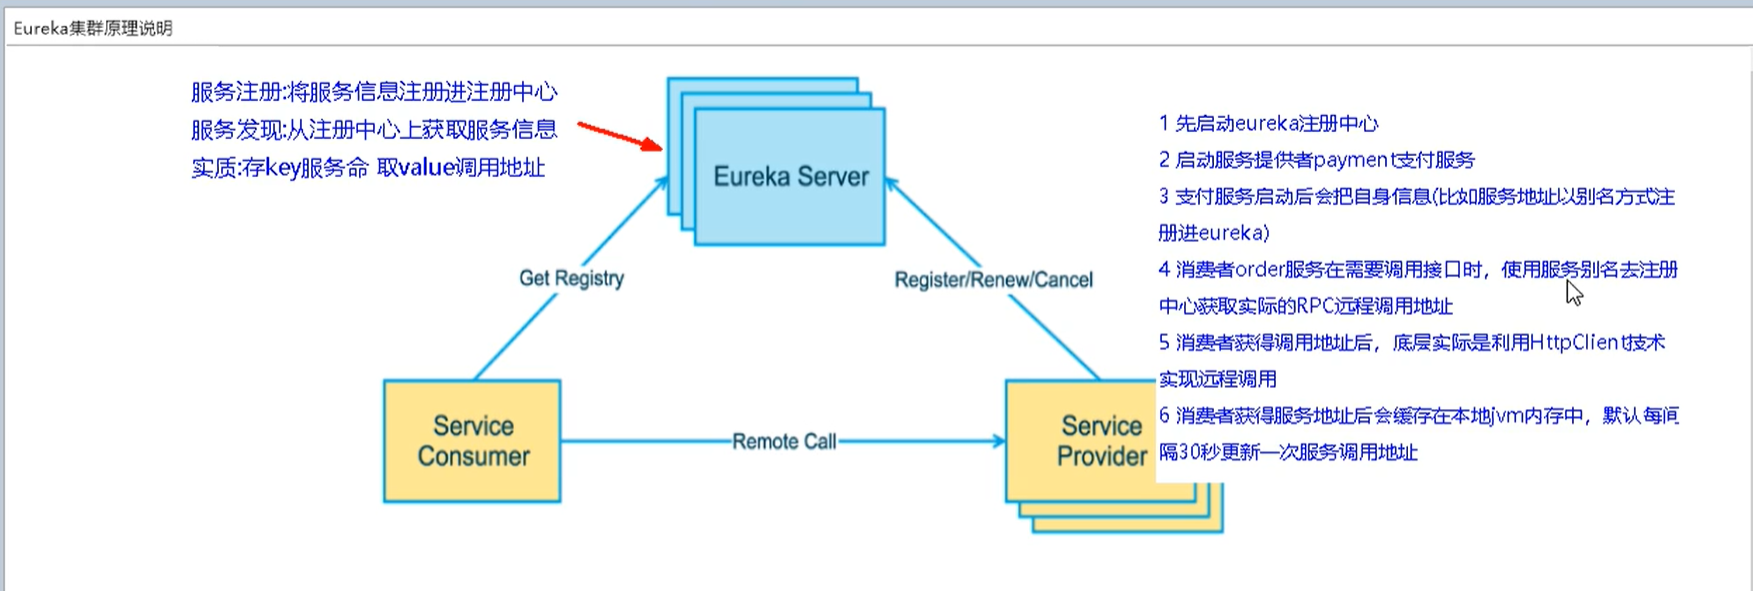 Eureka集群原理说明
服务注册:将服务信息注册进注册中心
服务发现:从注册中心上获取服务信息
实质:存key服务命 取value调用地址
Eureka Server
Get Registry
Register/Renew/Cancel
Service
Consumer
Remote Call
Service
Provider
1 先启动eureka注册中心
2 启动服务提供者payment支付服务
3 支付服务启动后会把自身信息(比如服务地址以别名方式注
册进eureka)
4 消费者order服务在需要调用接口时，使用服务别名去注册
中心获取实际的RPC远程调用地址
5 消费者获得调用地址后，底层实际是利用HttpClient技术
实现远程调用
6 消费者获得服务地址后会缓存在本地jvm内存中，默认每间
隔30秒更新一次服务调用地址